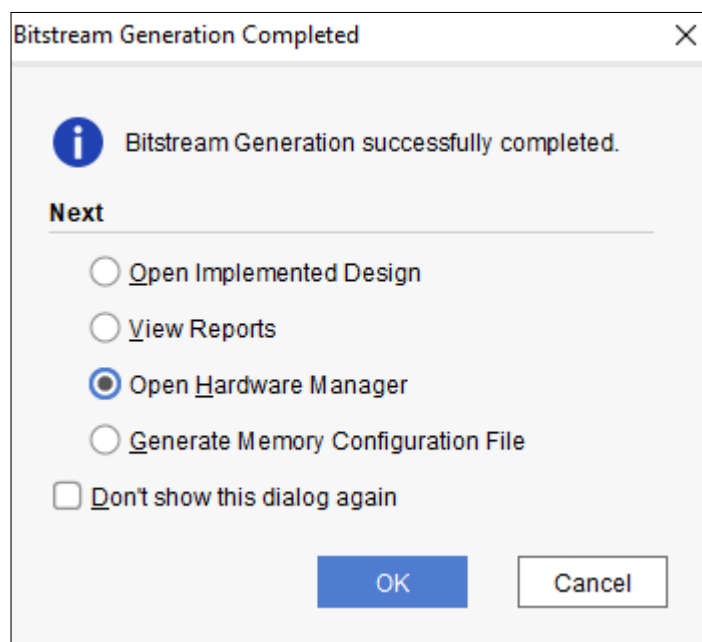 Bitstream Generation Completed
Bitstream Generation successfully completed.
Next
Open Implemented Design
View Reports
Open Hardware Manager
Generate Memory Configuration File
Don't show this dialog again
OK
Cancel